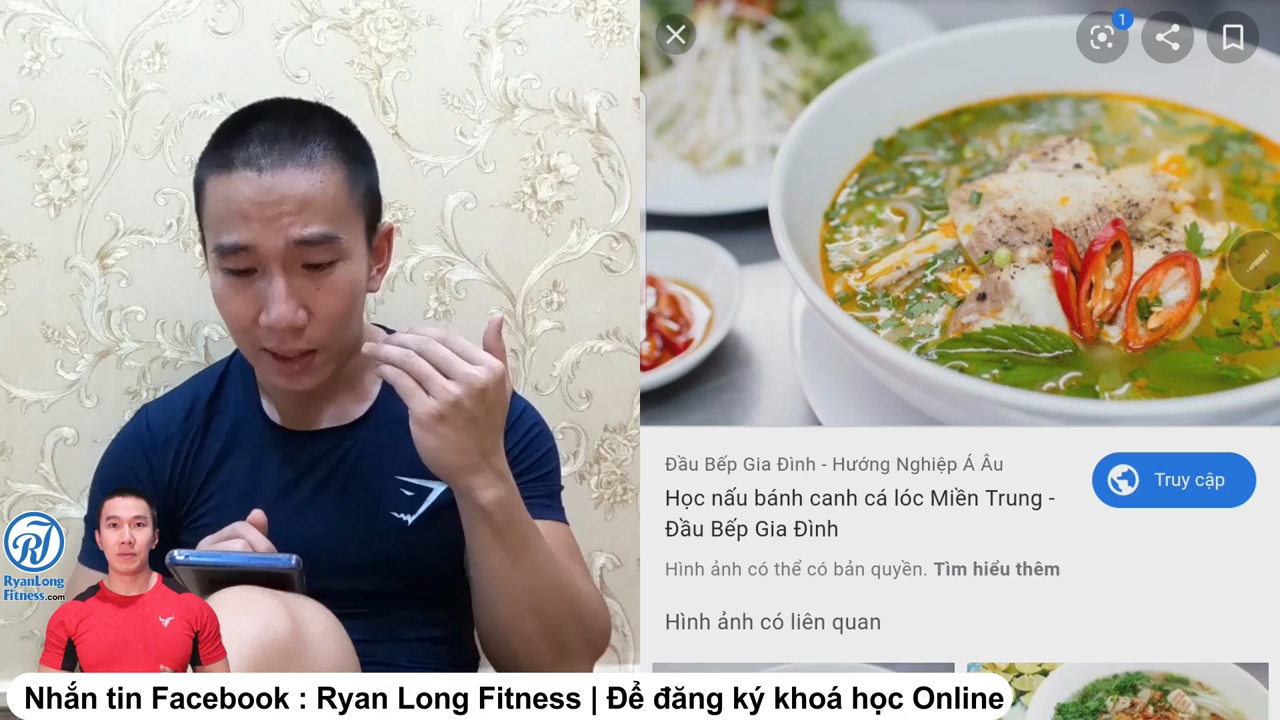 1
Đầu Bếp Gia Đình - Hướng Nghiệp Á Âu
Học nấu bánh canh cá lóc Miền Trung -
Đầu Bếp Gia Đình
Truy cập
Hình ảnh có thể có bản quyền. Tìm hiểu thêm
Hình ảnh có liên quan
RyanLong
Fitness.com
Nhắn tin Facebook : Ryan Long Fitness | Để đăng ký khoá học Online